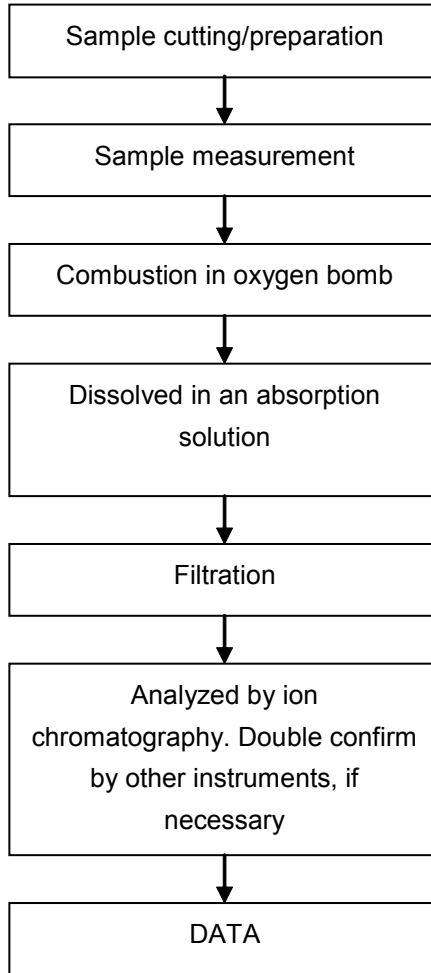 Sample cutting/preparation
Sample measurement
Combustion in oxygen bomb
Dissolved in an absorption
solution
Filtration
Analyzed by ion
chromatography. Double confirm
by other instruments, if
necessary
DATA